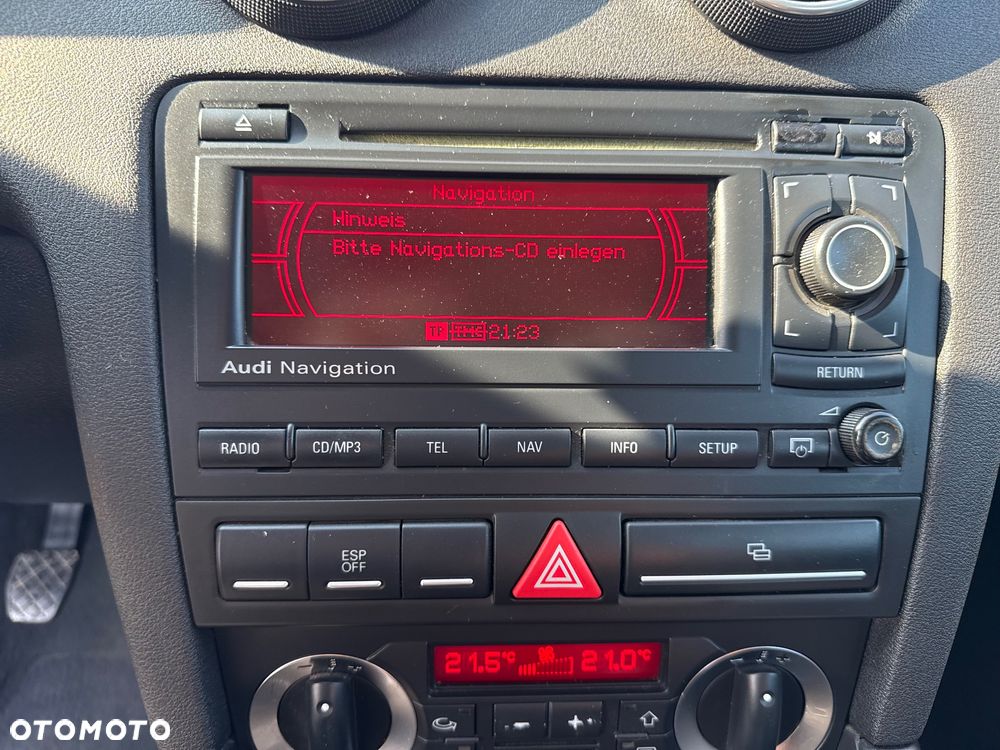 Navigation
Hinweis
Bitte Navigations-CD einlegen
TP TMC 21:23
Audi Navigation
RETURN
RADIO CD/MP3 TEL NAV INFO SETUP
ESP
OFF
21.5°C 21.0°C
OTOMOTO